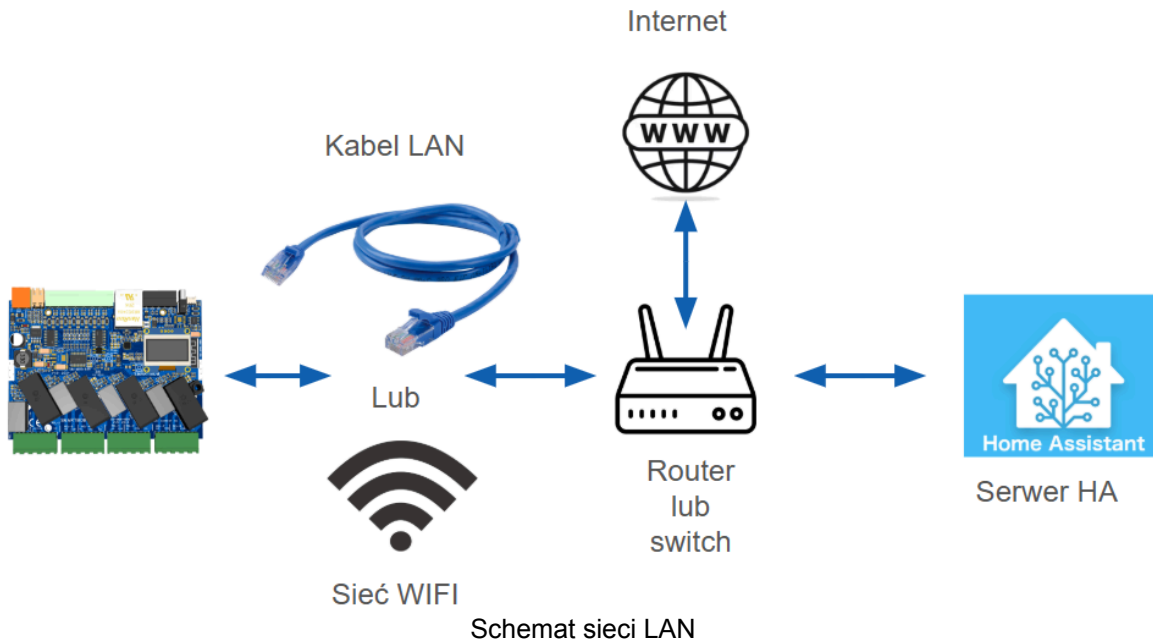 Internet
WWW
Kabel LAN
Lub
Router
lub
switch
Home Assistant
Serwer HA
Sieć WIFI
Schemat sieci LAN